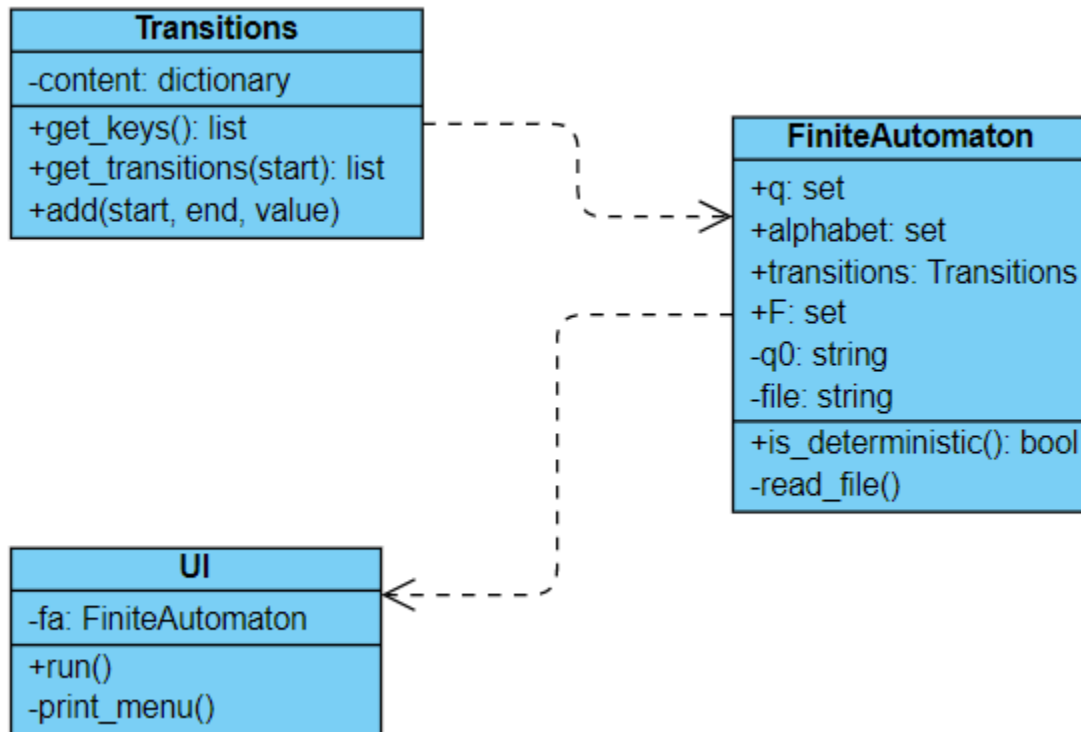 Transitions
-content: dictionary
+get_keys(): list
+get_transitions(start): list
+add(start, end, value)
FiniteAutomaton
+q: set
+alphabet: set
+transitions: Transitions
+F: set
-q0: string
-file: string
+is_deterministic(): bool
-read_file()
UI
-fa: FiniteAutomaton
+run()
-print_menu()